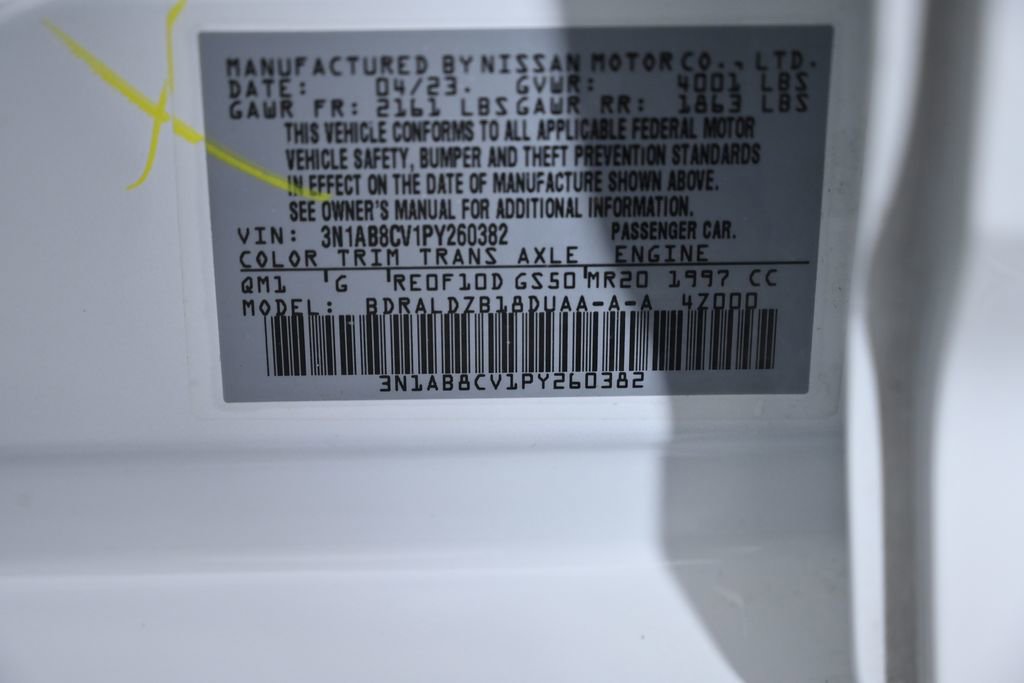 MANUFACTURED BY NISSAN MOTOR CO., LTD.
DATE: 04/23. GVWR: 4001 LBS
GAWR FR: 2161 LBS GAWR RR: 1863 LBS
THIS VEHICLE CONFORMS TO ALL APPLICABLE FEDERAL MOTOR
VEHICLE SAFETY, BUMPER AND THEFT PREVENTION STANDARDS
IN EFFECT ON THE DATE OF MANUFACTURE SHOWN ABOVE.
SEE OWNER'S MANUAL FOR ADDITIONAL INFORMATION.
VIN: 3N1AB8CV1PY260382 PASSENGER CAR.
COLOR TRIM TRANS AXLE ENGINE
QM1 G RE0F10D GS50 MR20 1997 CC
MODEL: BDRALDZB18DUAA-A-A 4Z000
3N1AB8CV1PY260382